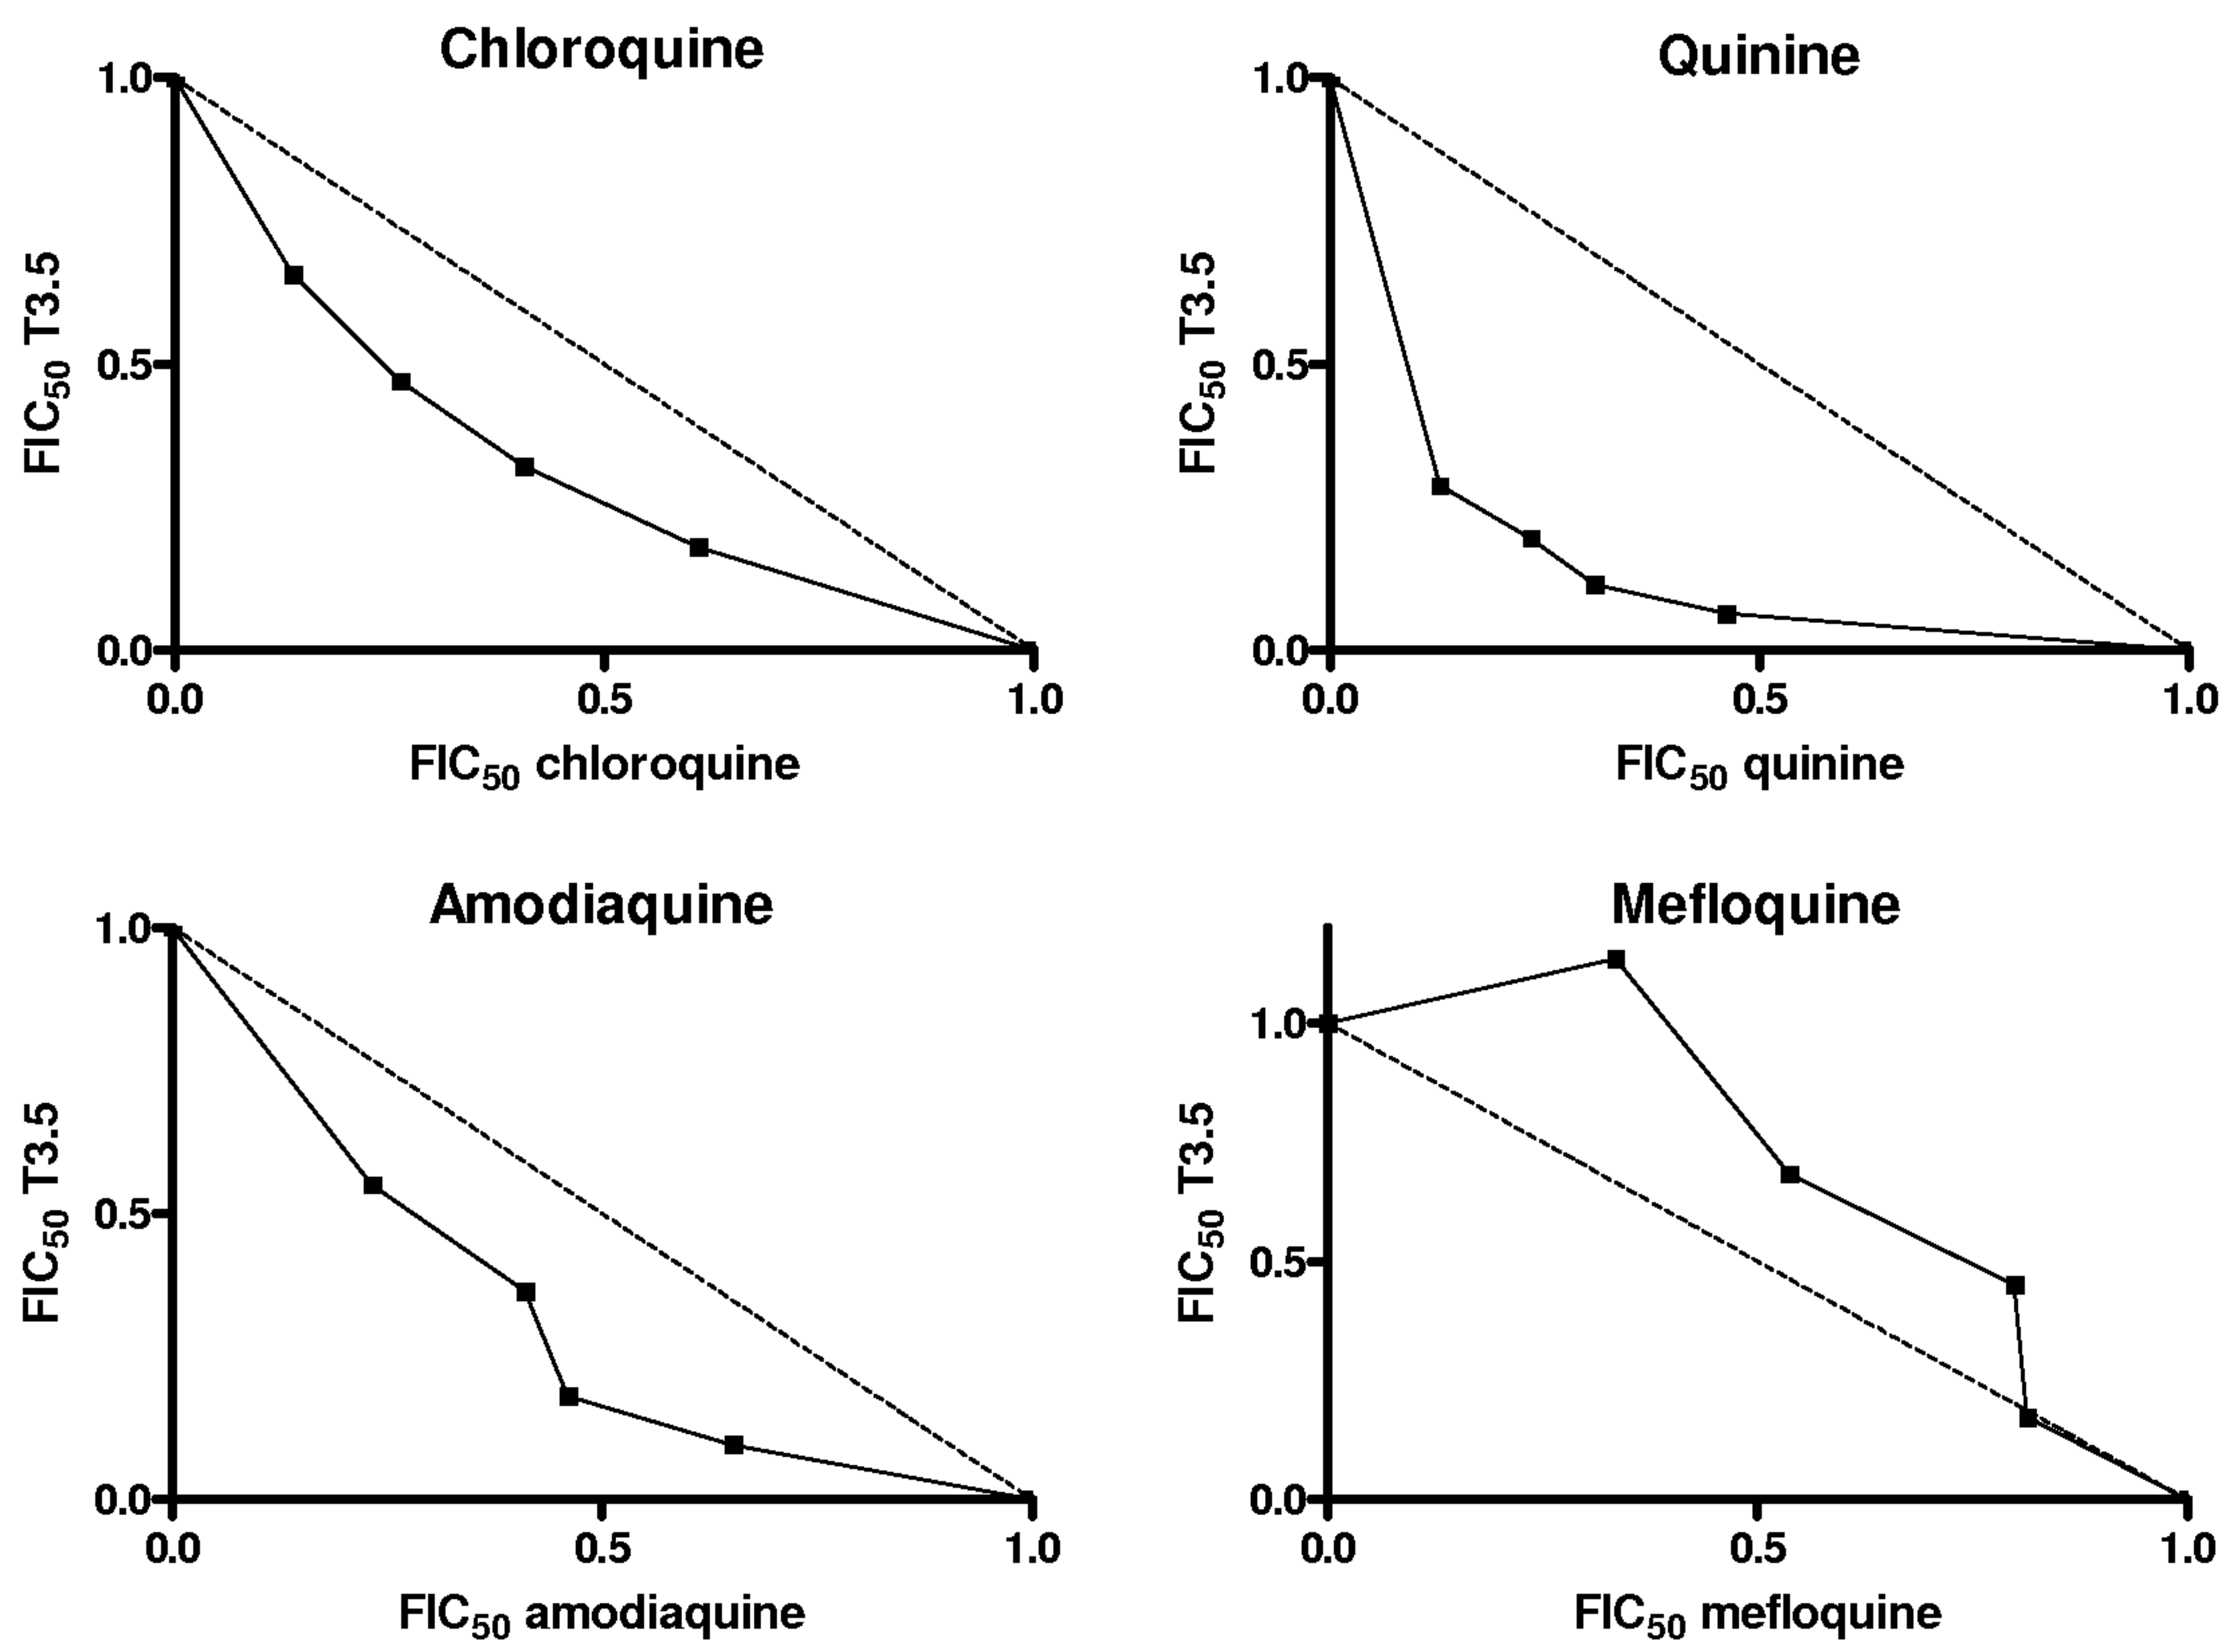 Chloroquine
1.0
0.5
0.0
FIC50 T3.5
0.0 0.5 1.0
FIC50 chloroquine
Quinine
1.0
0.5
0.0
FIC50 T3.5
0.0 0.5 1.0
FIC50 quinine
Amodiaquine
1.0
0.5
0.0
FIC50 T3.5
0.0 0.5 1.0
FIC50 amodiaquine
Mefloquine
1.0
0.5
0.0
FIC50 T3.5
0.0 0.5 1.0
FIC50 mefloquine